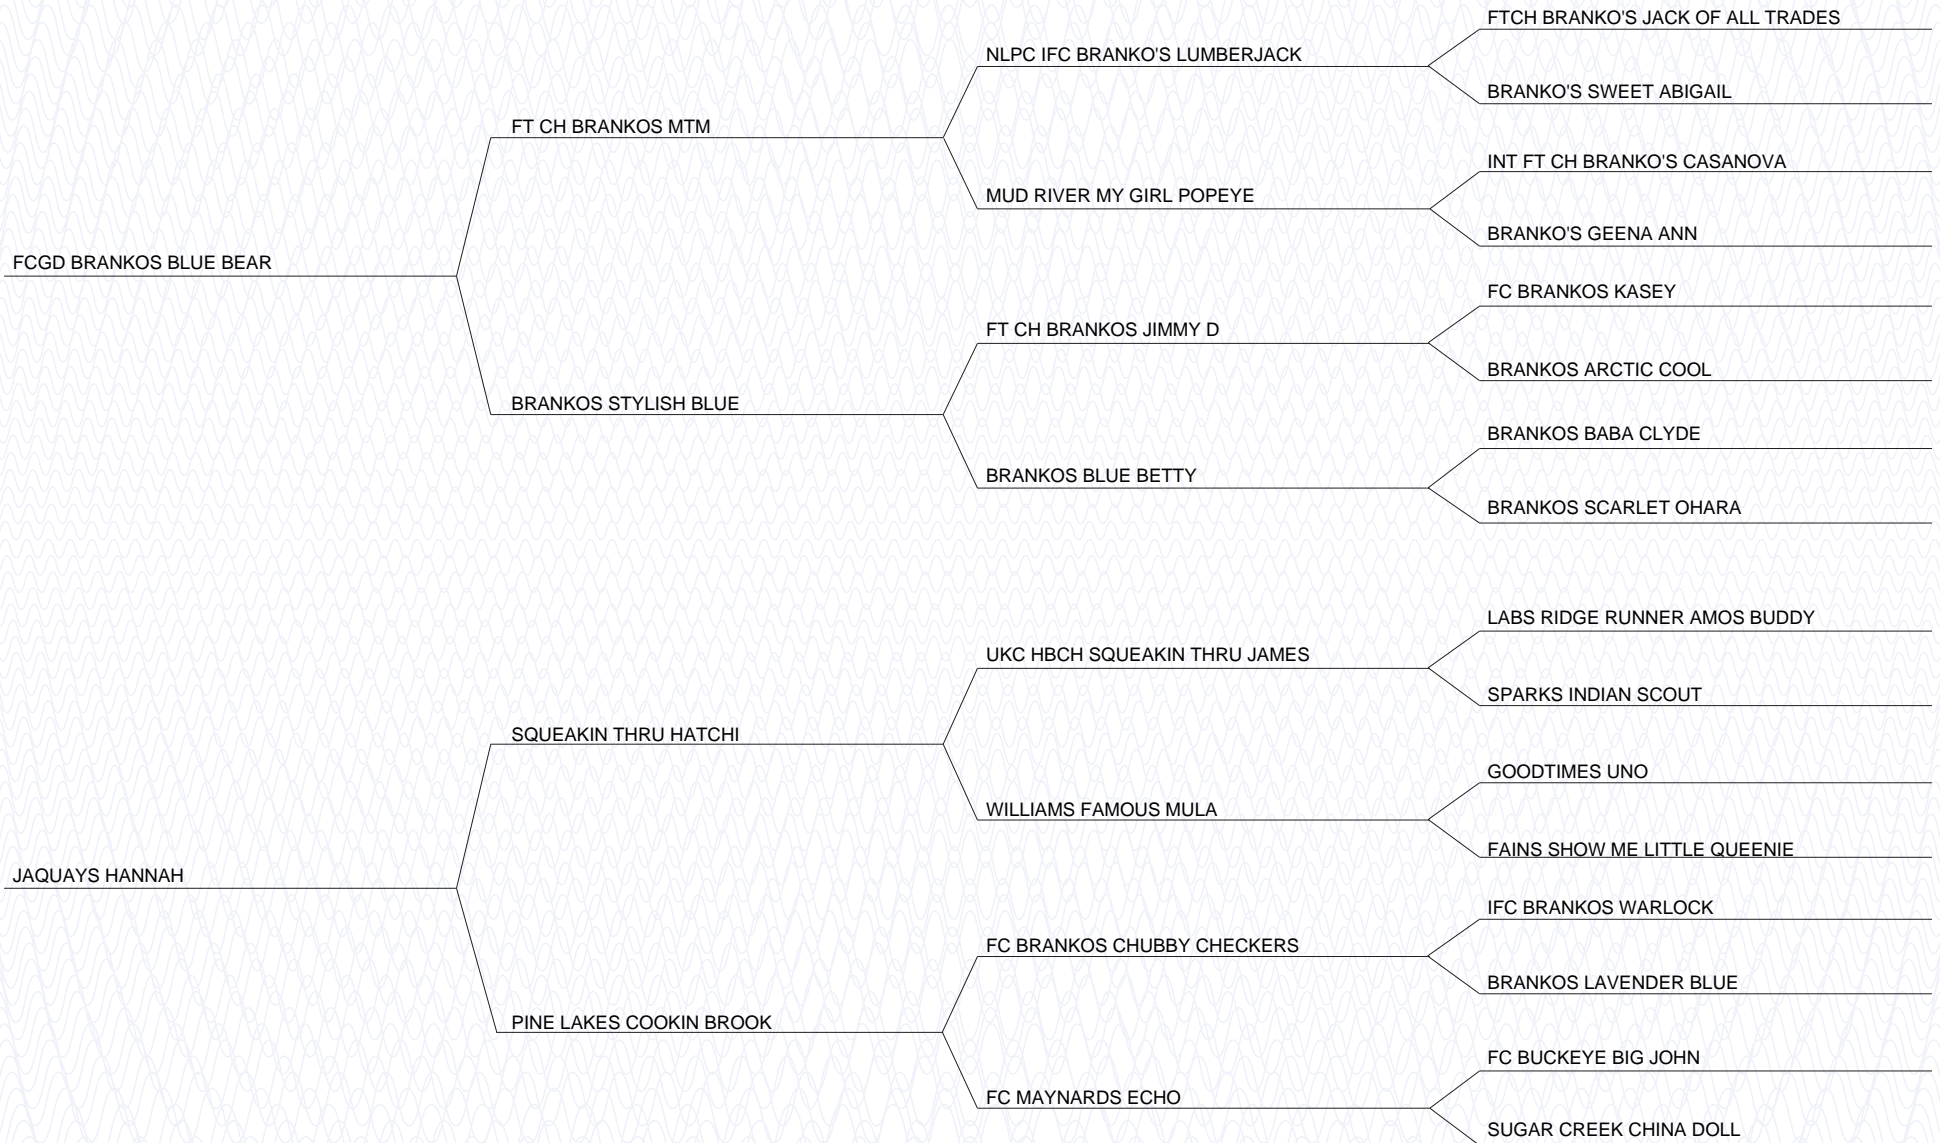 FTCH BRANKO'S JACK OF ALL TRADES
NLPC IFC BRANKO'S LUMBERJACK
BRANKO'S SWEET ABIGAIL
FT CH BRANKOS MTM
INT FT CH BRANKO'S CASANOVA
MUD RIVER MY GIRL POPEYE
BRANKO'S GEENA ANN
FCGD BRANKOS BLUE BEAR
FC BRANKOS KASEY
FT CH BRANKOS JIMMY D
BRANKOS ARCTIC COOL
BRANKOS STYLISH BLUE
BRANKOS BABA CLYDE
BRANKOS BLUE BETTY
BRANKOS SCARLET OHARA
LABS RIDGE RUNNER AMOS BUDDY
UKC HBCH SQUEAKIN THRU JAMES
SPARKS INDIAN SCOUT
SQUEAKIN THRU HATCHI
GOODTIMES UNO
WILLIAMS FAMOUS MULA
FAINS SHOW ME LITTLE QUEENIE
JAQUAYS HANNAH
IFC BRANKOS WARLOCK
FC BRANKOS CHUBBY CHECKERS
BRANKOS LAVENDER BLUE
PINE LAKES COOKIN BROOK
FC BUCKEYE BIG JOHN
FC MAYNARDS ECHO
SUGAR CREEK CHINA DOLL